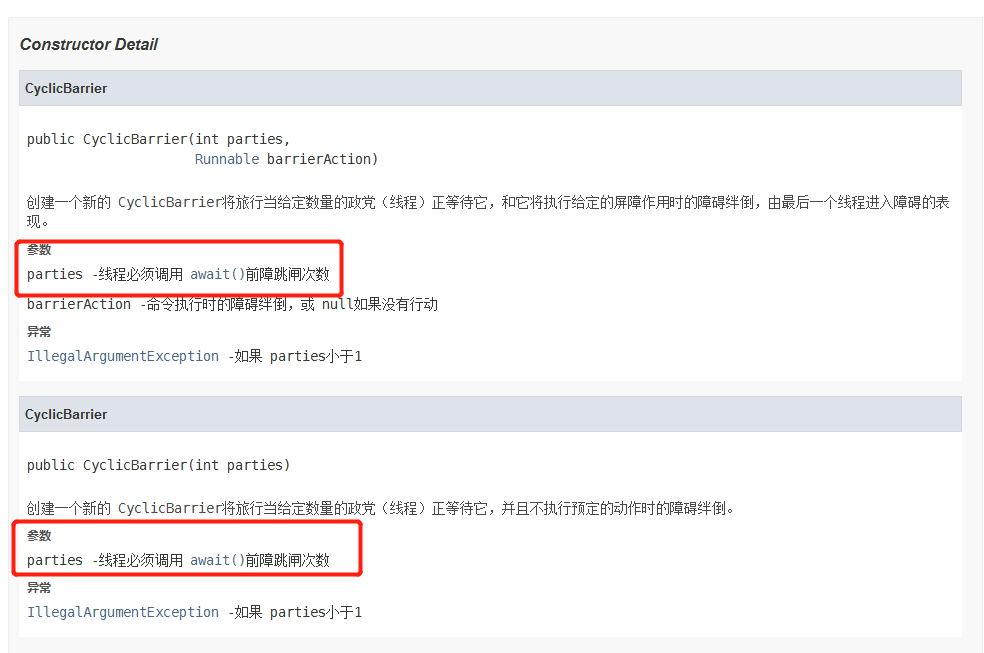 Constructor Detail
CyclicBarrier
public CyclicBarrier(int parties,
Runnable barrierAction)
创建一个新的 CyclicBarrier将旅行当给定数量的政党（线程）正等待它，和它将执行给定的屏障作用时的障碍绊倒，由最后一个线程进入障碍的表
现。
参数
parties -线程必须调用 await()前障跳闸次数
barrierAction -命令执行时的障碍绊倒，或 null如果没有行动
异常
IllegalArgumentException -如果 parties小于1
CyclicBarrier
public CyclicBarrier(int parties)
创建一个新的 CyclicBarrier将旅行当给定数量的政党（线程）正等待它，并且不执行预定的动作时的障碍绊倒。
参数
parties -线程必须调用 await()前障跳闸次数
异常
IllegalArgumentException -如果 parties小于1